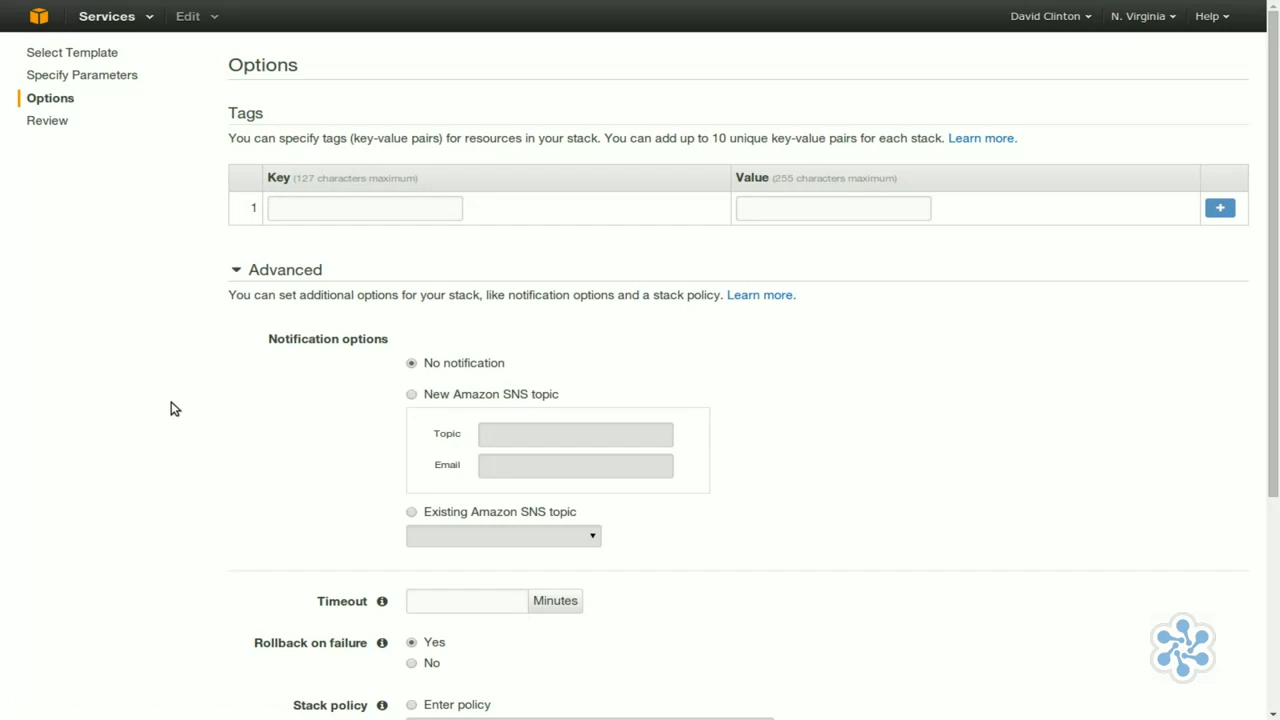 Services Edit David Clinton N. Virginia Help
Select Template
Specify Parameters
Options
Review
Options
Tags
You can specify tags (key-value pairs) for resources in your stack. You can add up to 10 unique key-value pairs for each stack. Learn more.
Key (127 characters maximum) Value (255 characters maximum)
1 +
Advanced
You can set additional options for your stack, like notification options and a stack policy. Learn more.
Notification options
No notification
New Amazon SNS topic
Topic
Email
Existing Amazon SNS topic
Timeout Minutes
Rollback on failure Yes
No
Stack policy Enter policy